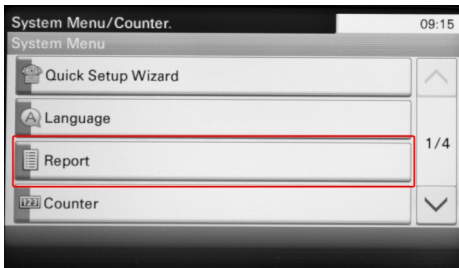 System Menu/Counter.
09:15
System Menu
Quick Setup Wizard
Language
Report
1/4
Counter